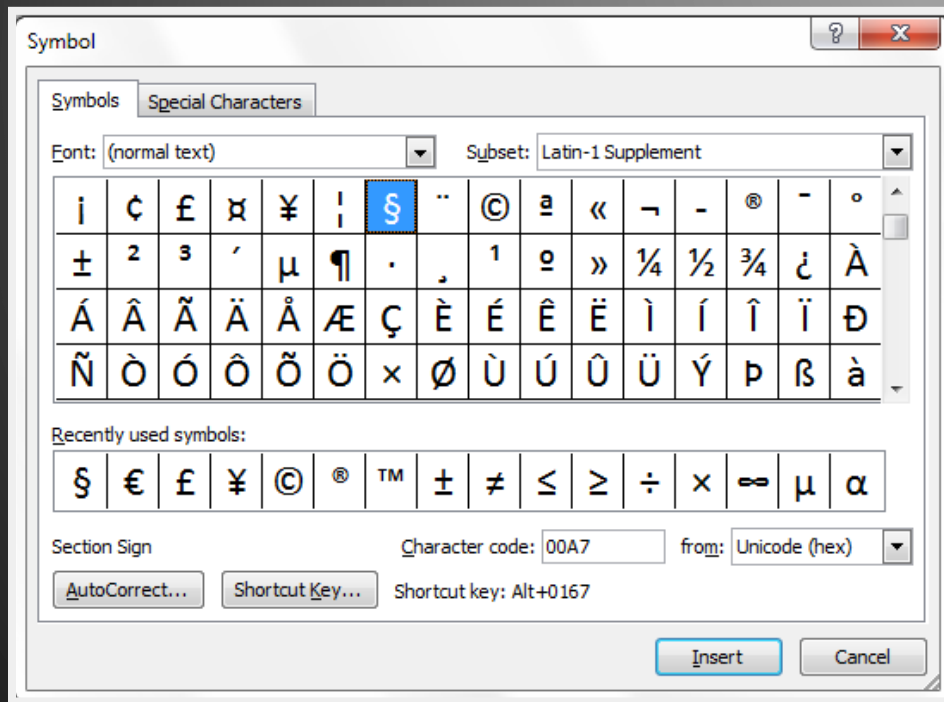 Symbol
Symbols Special Characters
Font: (normal text) Subset: Latin-1 Supplement
¡ ¢ £ ¤ ¥ ¦ § ¨ © ª « ¬ - ® ¯ °
± ² ³ ´ µ ¶ · ¸ ¹ º » ¼ ½ ¾ ¿ À
Á Â Ã Ä Å Æ Ç È É Ê Ë Ì Í Î Ï Ð
Ñ Ò Ó Ô Õ Ö × Ø Ù Ú Û Ü Ý Þ ß à
Recently used symbols:
§ € £ ¥ © ® ™ ± ≠ ≤ ≥ ÷ × ∞ µ α
Section Sign Character code: 00A7 from: Unicode (hex)
AutoCorrect... Shortcut Key... Shortcut key: Alt+0167
Insert Cancel